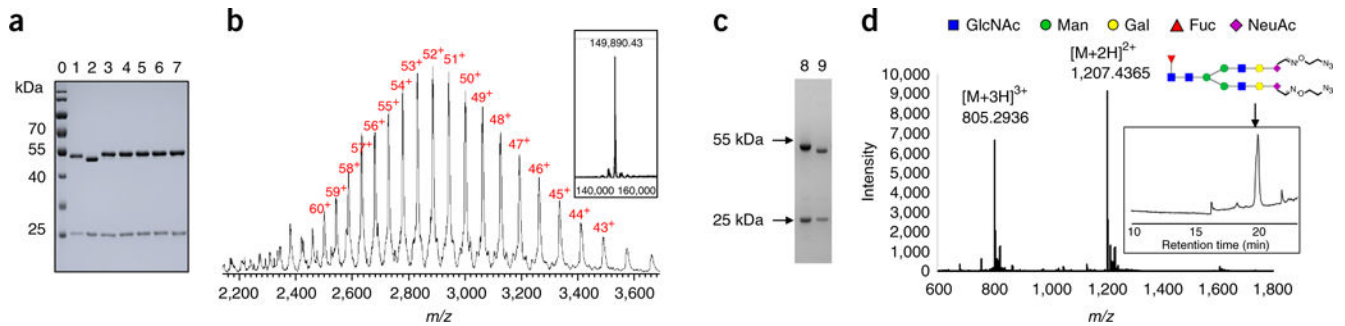 a
0 1 2 3 4 5 6 7
kDa
70
55
40
25
b
43⁺
44⁺
45⁺
46⁺
47⁺
48⁺
49⁺
50⁺
51⁺
52⁺
53⁺
54⁺
55⁺
56⁺
57⁺
58⁺
59⁺
60⁺
149,890.43
140,000 160,000
2,200 2,400 2,600 2,800 3,000 3,200 3,400 3,600
m/z
c
8 9
55 kDa
25 kDa
d
GlcNAc Man Gal Fuc NeuAc
[M+3H]³⁺
805.2936
[M+2H]²⁺
1,207.4365
N O N₃
N O N₃
Intensity
10,000
9,000
8,000
7,000
6,000
5,000
4,000
3,000
2,000
1,000
0
10 15 20
Retention time (min)
600 800 1,000 1,200 1,400 1,600 1,800
m/z